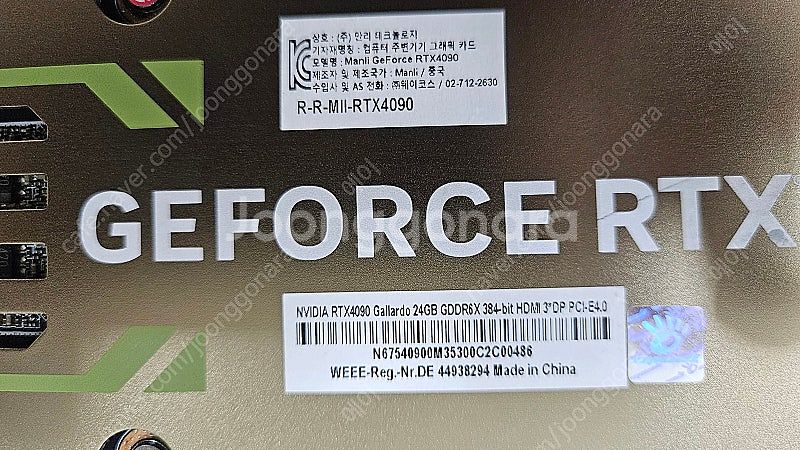 상호 : (주) 만리 테크놀로지
기자재명칭 : 컴퓨터 주변기기 그래픽 카드
모델명 : Manli GeForce RTX4090
제조자 및 제조국가 : Manli / 중국
수입사 및 AS 전화 : ㈜웨이코스 / 02-712-2630
R-R-MII-RTX4090
GEFORCE RTX
Joonggonara
NVIDIA RTX4090 Gallardo 24GB GDDR6X 384-bit HDMI 3*DP PCI-E4.0
N67540900M35300C2C00486
WEEE-Reg.-Nr.DE 44938294 Made in China